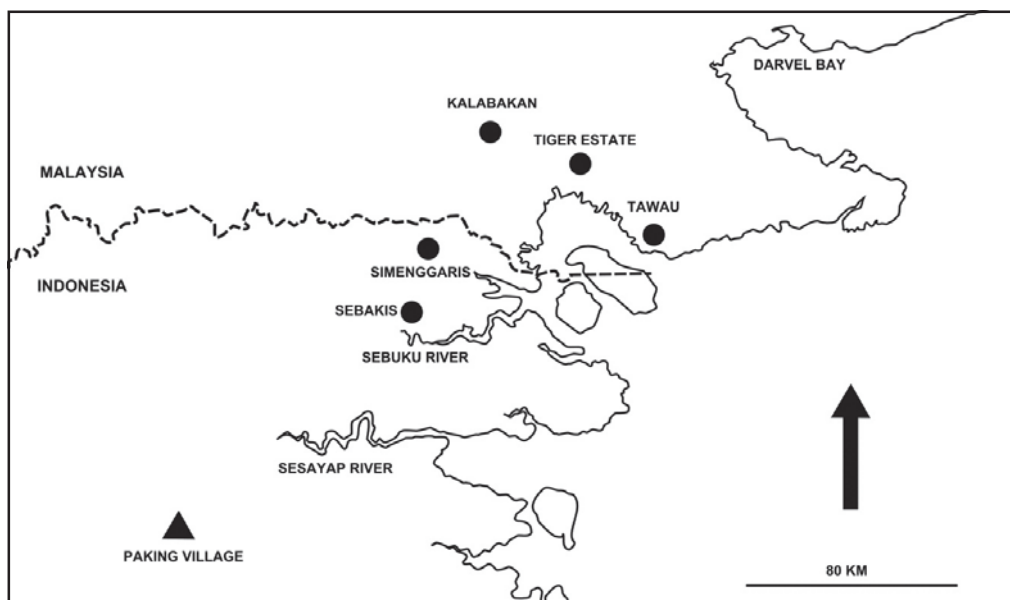 DARVEL BAY
KALABAKAN
TIGER ESTATE
MALAYSIA
TAWAU
SIMENGGARIS
INDONESIA
SEBAKIS
SEBUKU RIVER
SESAYAP RIVER
PAKING VILLAGE
80 KM